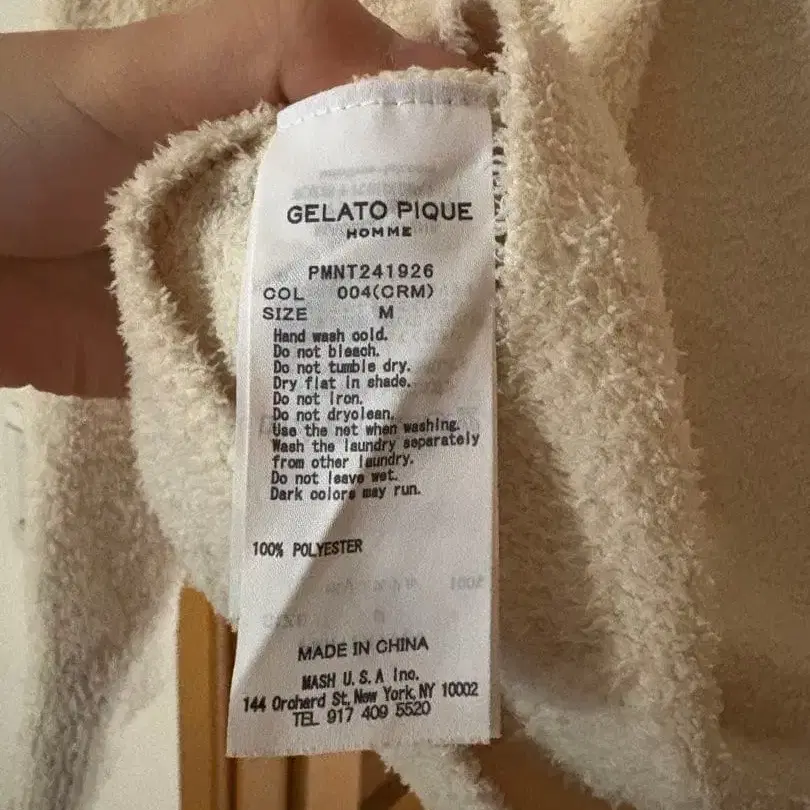 GELATO PIQUE
HOMME
PMNT241926
COL 004(CRM)
SIZE M
Hand wash cold.
Do not bleach.
Do not tumble dry.
Dry flat in shade.
Do not iron.
Do not dryclean.
Use the net when washing.
Wash the laundry separately
from other laundry.
Do not leave wet.
Dark colors may run.
100% POLYESTER
MADE IN CHINA
MASH U.S.A Inc.
144 Orchard St, New York, NY 10002
TEL 917 409 5520